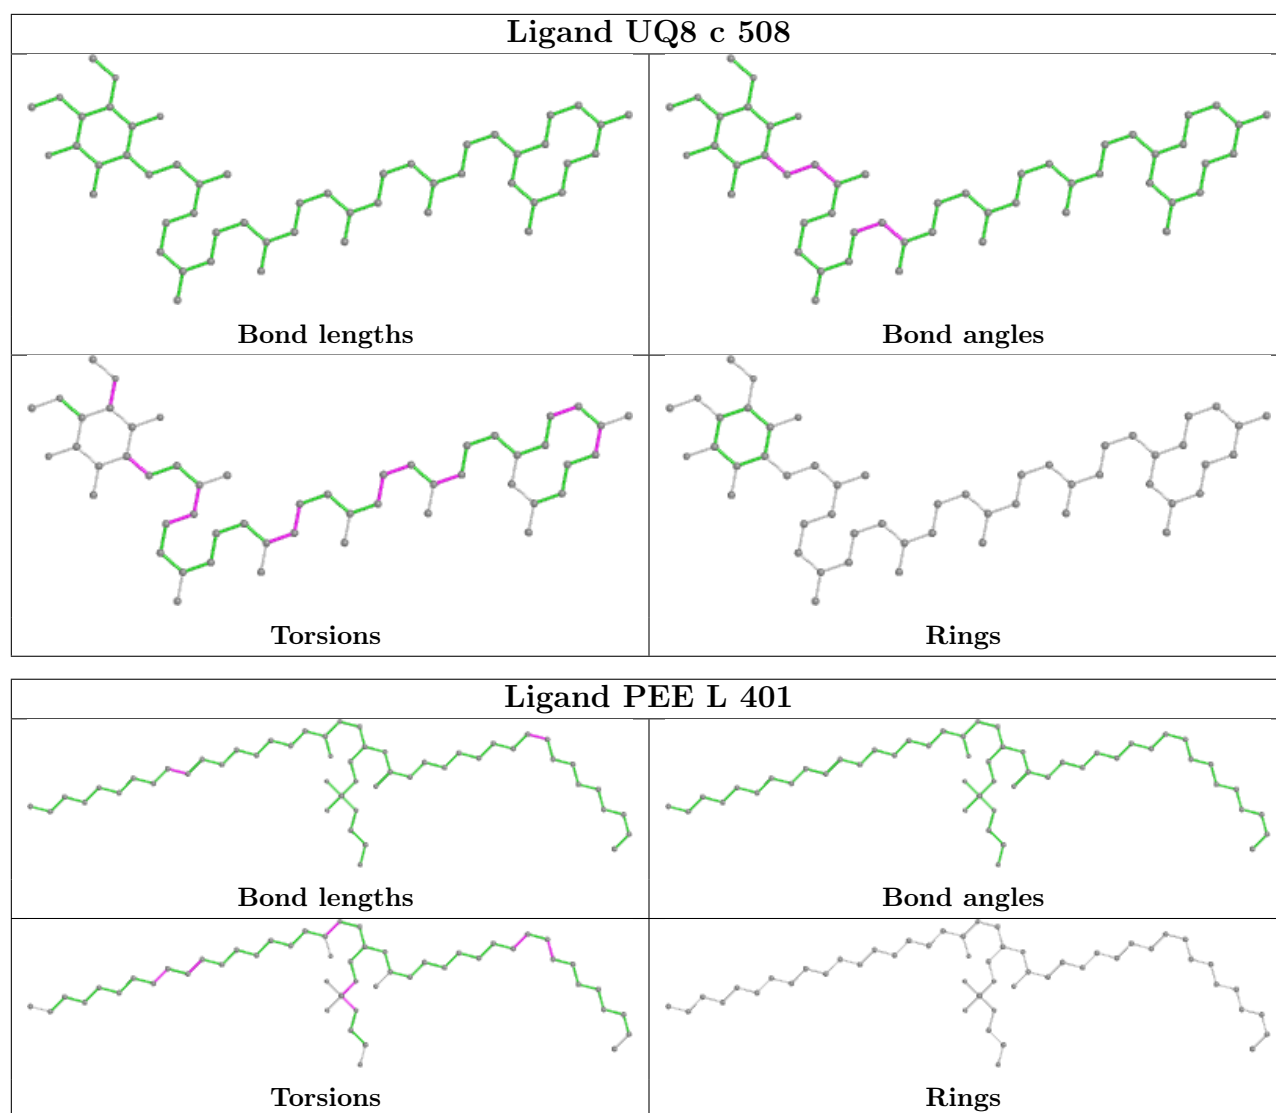 Ligand UQ8 c 508
Bond lengths
Bond angles
Torsions
Rings
Ligand PEE L 401
Bond lengths
Bond angles
Torsions
Rings